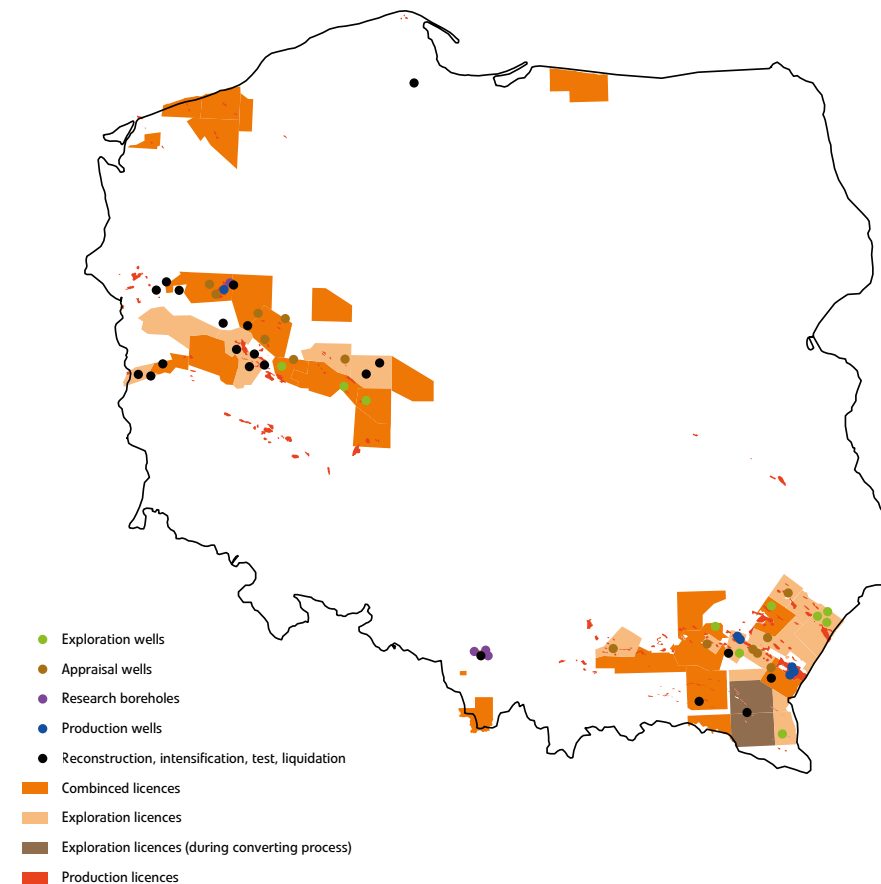 Exploration wells
Appraisal wells
Research boreholes
Production wells
Reconstruction, intensification, test, liquidation
Combined licences
Exploration licences
Exploration licences (during converting process)
Production licences